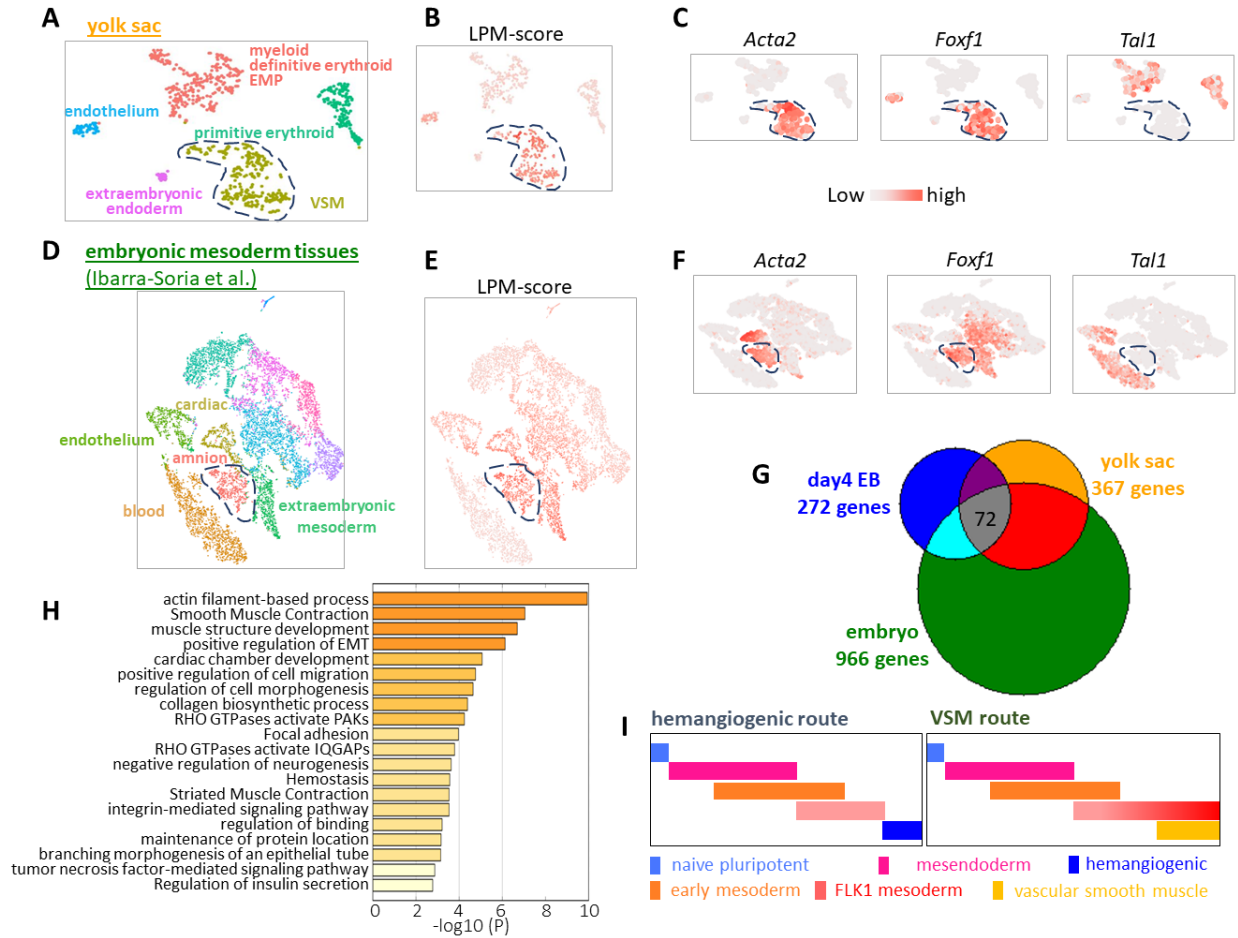 A
yolk sac
myeloid
definitive erythroid
EMP
endothelium
primitive erythroid
extraembryonic
endoderm
VSM
B
LPM-score
C
Acta2
Foxf1
Tal1
Low
high
D
embryonic mesoderm tissues
(Ibarra-Soria et al.)
cardiac
endothelium
amnion
blood
extraembryonic
mesoderm
E
LPM-score
F
Acta2
Foxf1
Tal1
G
day4 EB
272 genes
yolk sac
367 genes
72
embryo
966 genes
H
actin filament-based process
Smooth Muscle Contraction
muscle structure development
positive regulation of EMT
cardiac chamber development
positive regulation of cell migration
regulation of cell morphogenesis
collagen biosynthetic process
RHO GTPases activate PAKs
Focal adhesion
RHO GTPases activate IQGAPs
negative regulation of neurogenesis
Hemostasis
Striated Muscle Contraction
integrin-mediated signaling pathway
regulation of binding
maintenance of protein location
branching morphogenesis of an epithelial tube
tumor necrosis factor-mediated signaling pathway
Regulation of insulin secretion
0 2 4 6 8 10
-log10 (P)
I
hemangiogenic route
VSM route
naive pluripotent
mesendoderm
hemangiogenic
early mesoderm
FLK1 mesoderm
vascular smooth muscle